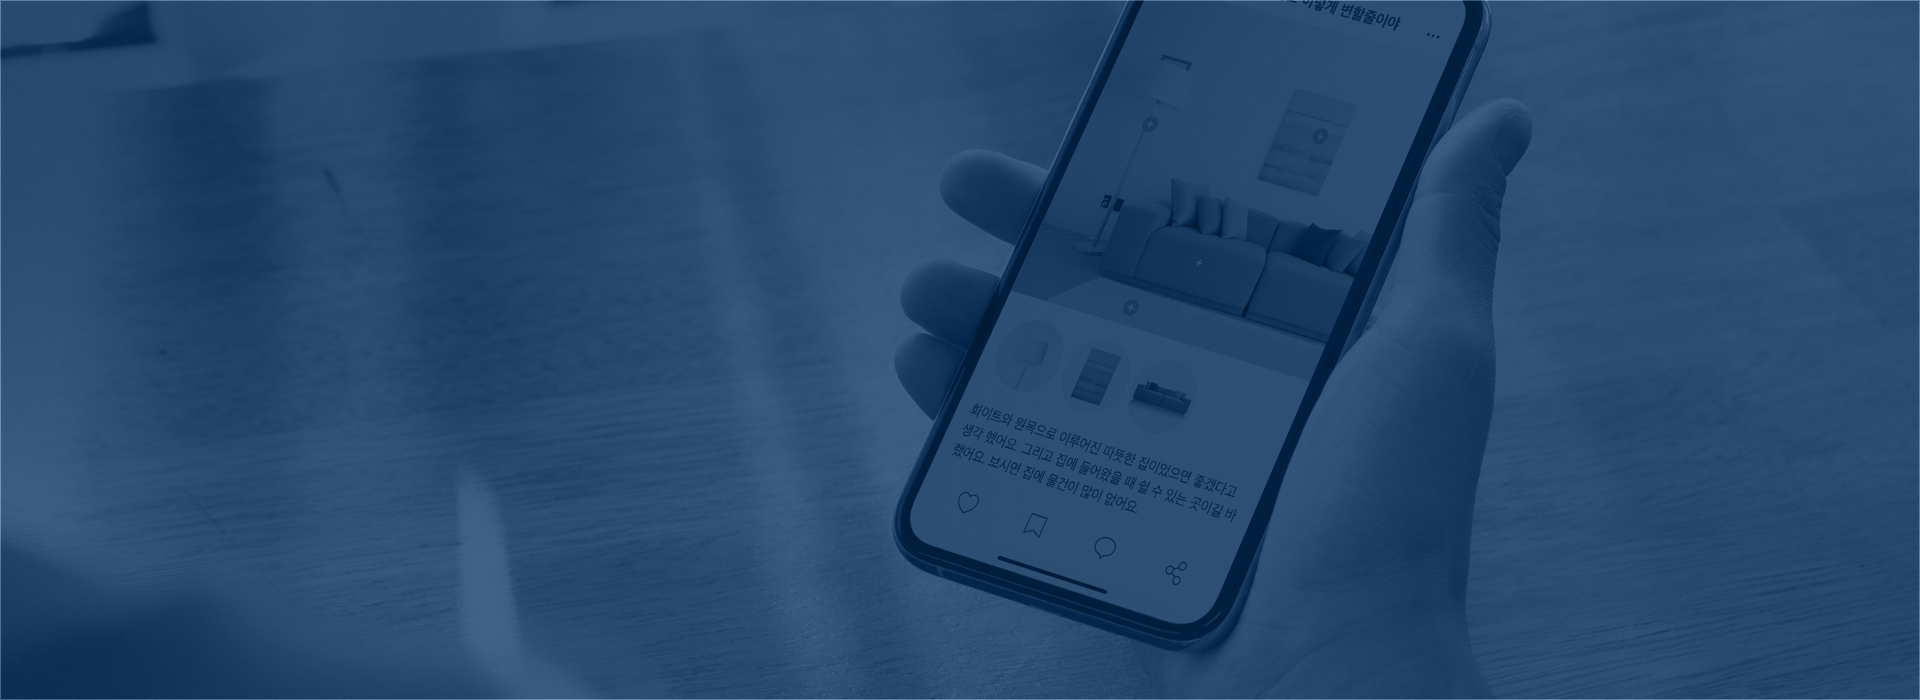 이렇게 변할줄이야
화이트와 원목으로 이루어진 따뜻한 집이었으면 좋겠다고
생각 했어요. 그리고 집에 들어왔을 때 쉴 수 있는 곳이길 바
랬어요. 보시면 집에 물건이 많이 없어요.